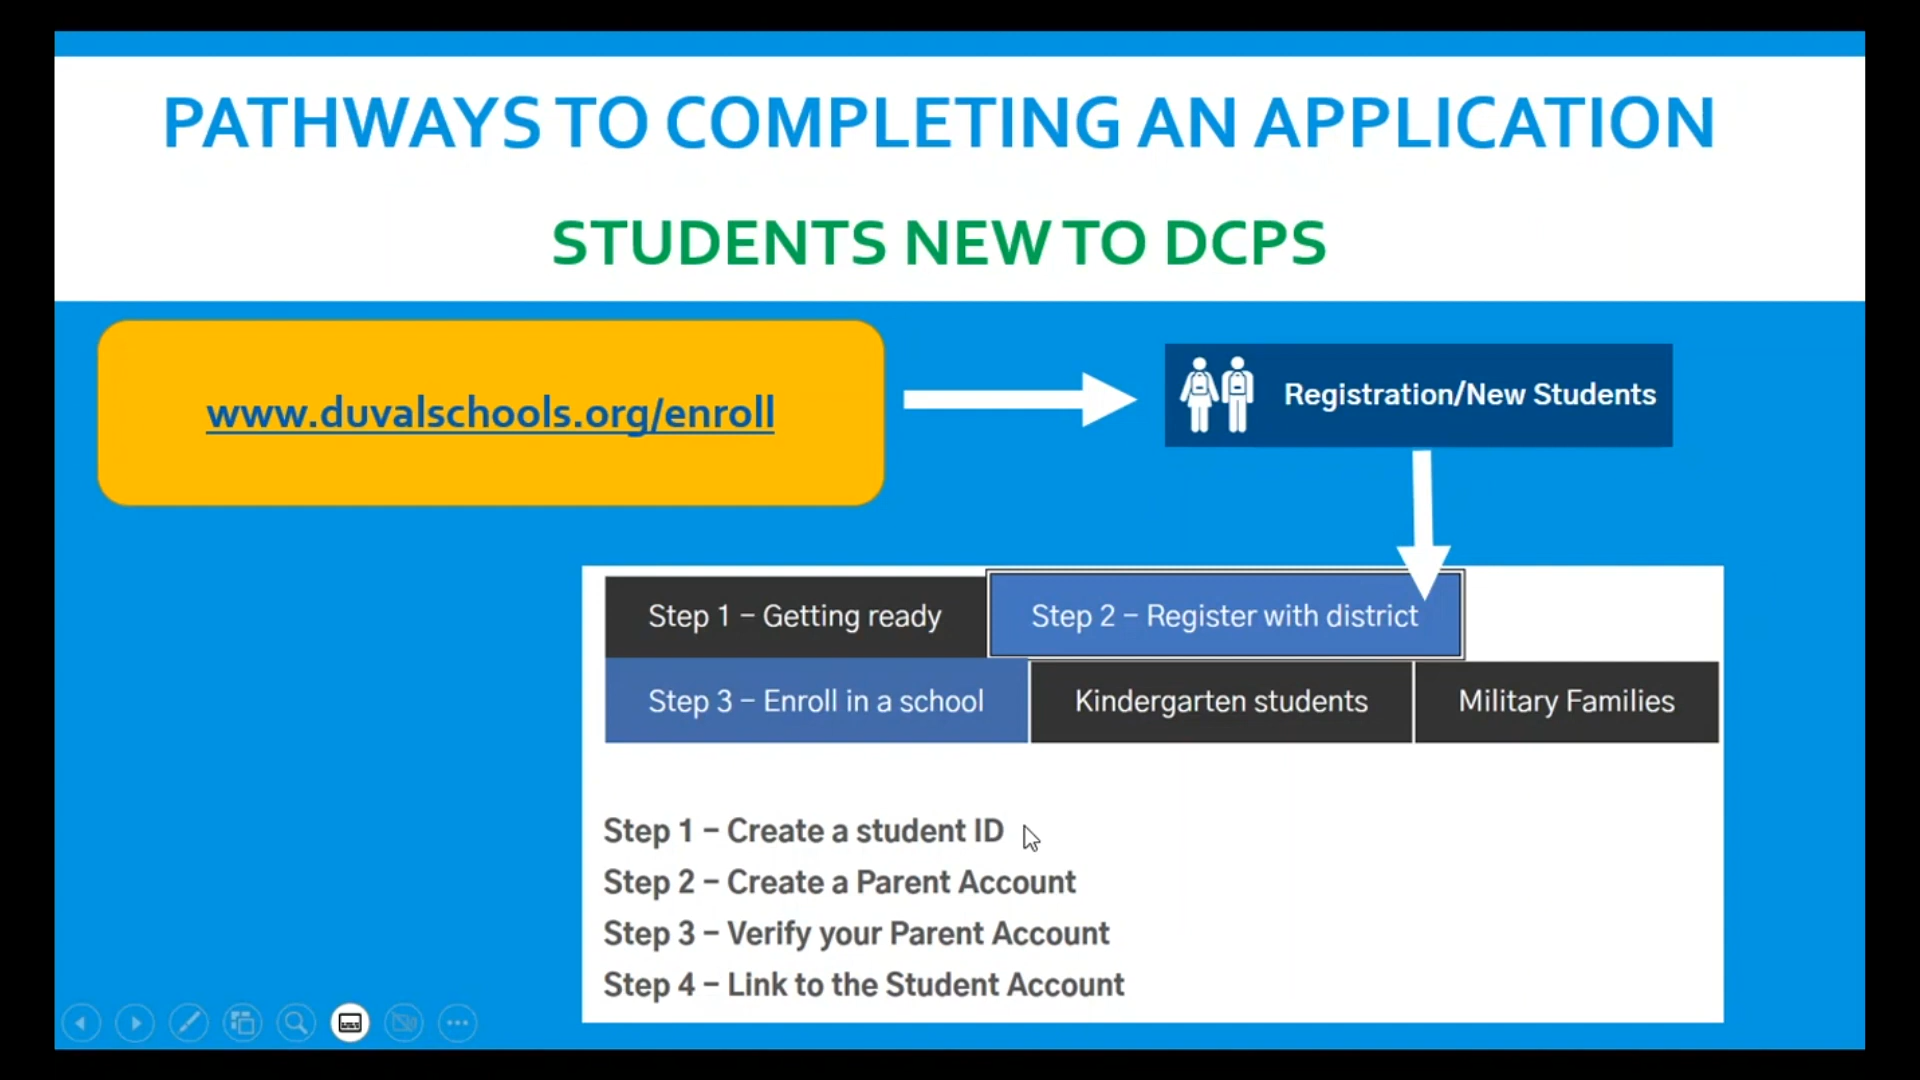 PATHWAYS TO COMPLETING AN APPLICATION
STUDENTS NEW TO DCPS
www.duvalschools.org/enroll
Registration/New Students
Step 1 – Getting ready
Step 2 – Register with district
Step 3 – Enroll in a school
Kindergarten students
Military Families
Step 1 – Create a student ID
Step 2 – Create a Parent Account
Step 3 – Verify your Parent Account
Step 4 – Link to the Student Account